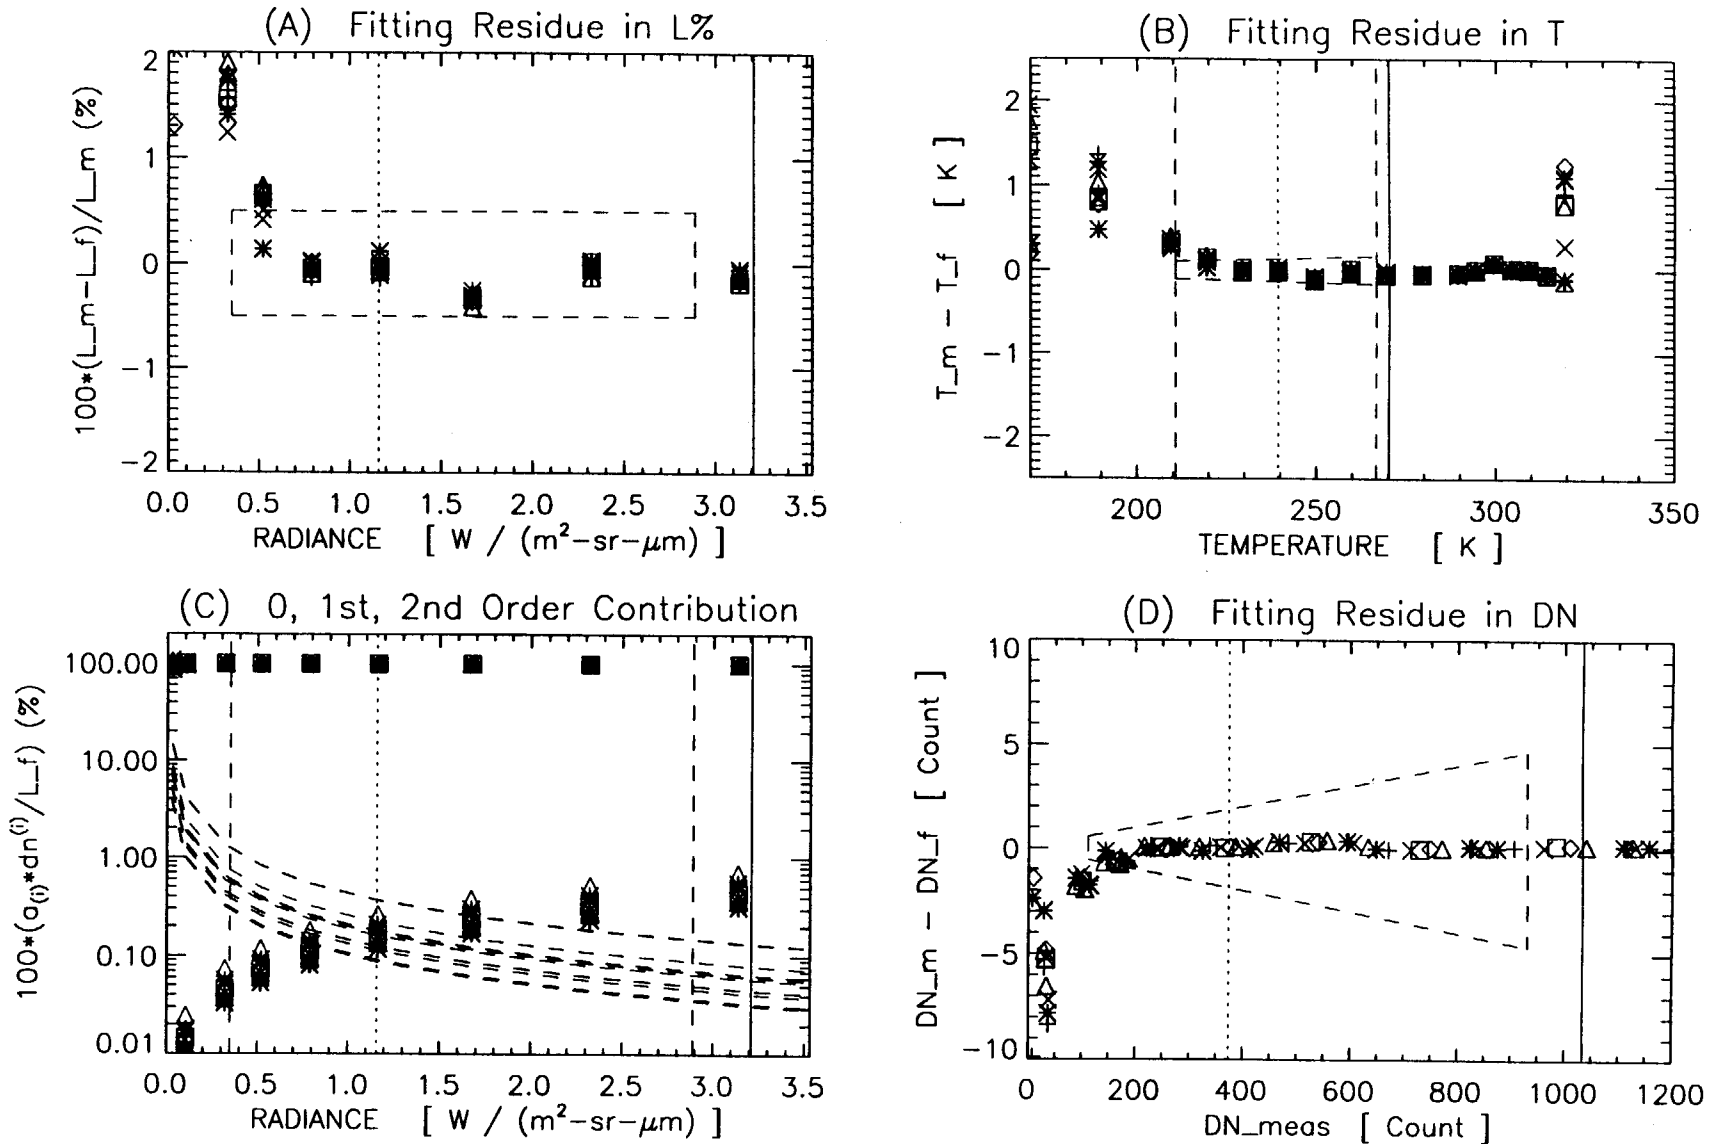 (A) Fitting Residue in L%
100*(L_m-L_f)/L_m (%)
2
1
0
-1
-2
0.0 0.5 1.0 1.5 2.0 2.5 3.0 3.5
RADIANCE [ W / (m²-sr-μm) ]
(B) Fitting Residue in T
T_m - T_f [ K ]
2
1
0
-1
-2
200 250 300 350
TEMPERATURE [ K ]
(C) 0, 1st, 2nd Order Contribution
100*(a_(i)*dn^(i)/L_f) (%)
100.00
10.00
1.00
0.10
0.01
0.0 0.5 1.0 1.5 2.0 2.5 3.0 3.5
RADIANCE [ W / (m²-sr-μm) ]
(D) Fitting Residue in DN
DN_m - DN_f [ Count ]
10
5
0
-5
-10
0 200 400 600 800 1000 1200
DN_meas [ Count ]